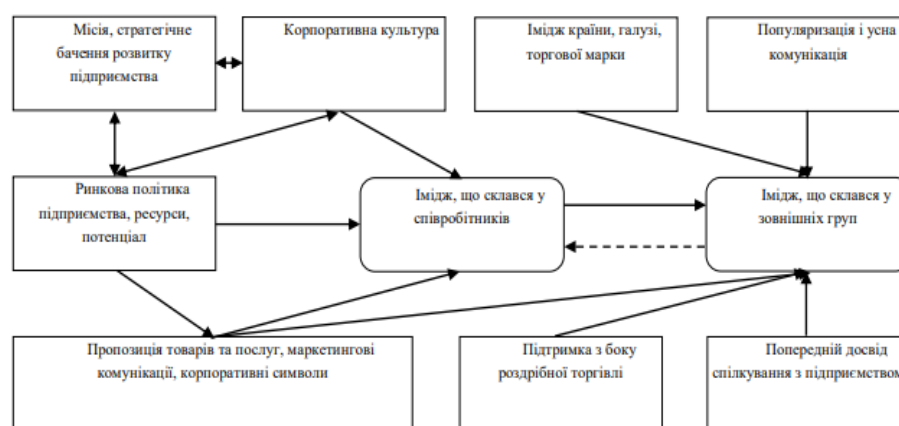 Місія, стратегічне
бачення розвитку
підприємства
Корпоративна культура
Імідж країни, галузі,
торгової марки
Популяризація і усна
комунікація
Ринкова політика
підприємства, ресурси,
потенціал
Імідж, що склався у
співробітників
Імідж, що склався у
зовнішніх груп
Пропозиція товарів та послуг, маркетингові
комунікації, корпоративні символи
Підтримка з боку
роздрібної торгівлі
Попередній досвід
спілкування з підприємством